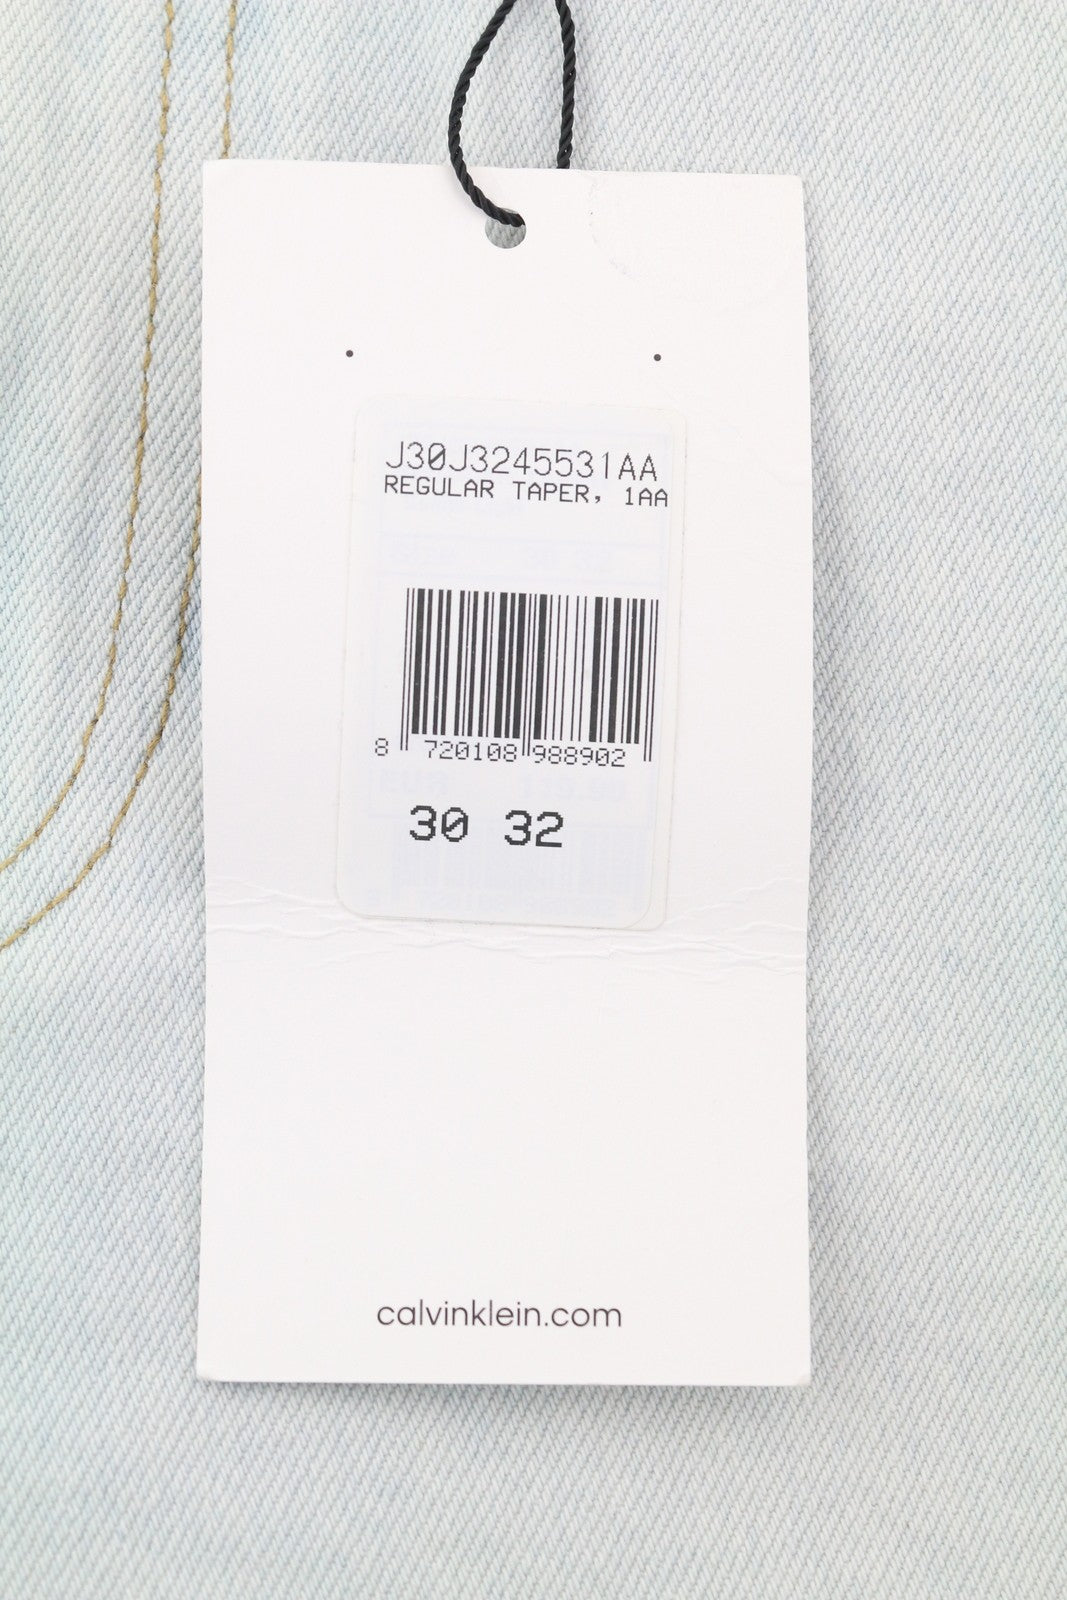 J30J3245531AA
REGULAR TAPER, 1AA
8 720108 988902
30 32
calvinklein.com